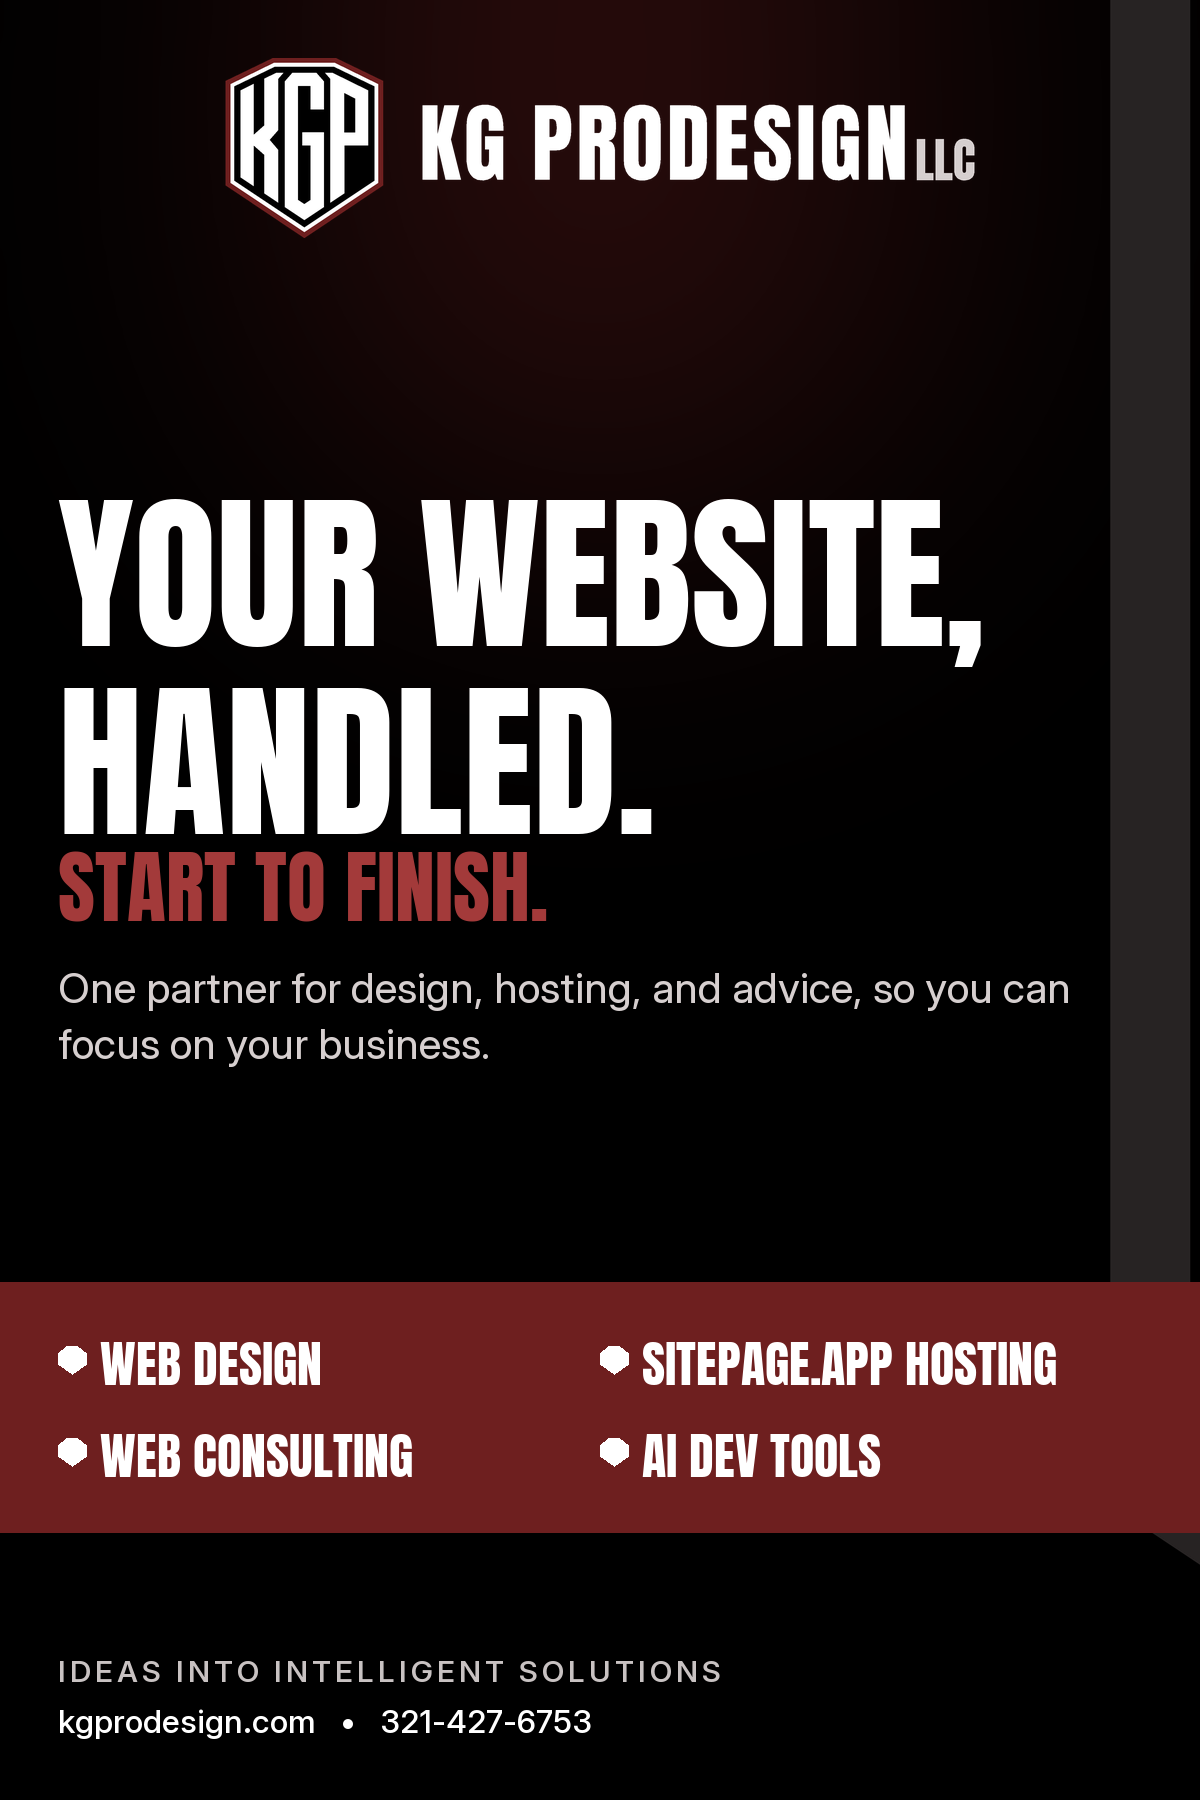 KGP
KG PRODESIGN LLC
YOUR WEBSITE,
HANDLED.
START TO FINISH.
One partner for design, hosting, and advice, so you can
focus on your business.
WEB DESIGN
SITEPAGE.APP HOSTING
WEB CONSULTING
AI DEV TOOLS
IDEAS INTO INTELLIGENT SOLUTIONS
kgprodesign.com • 321-427-6753